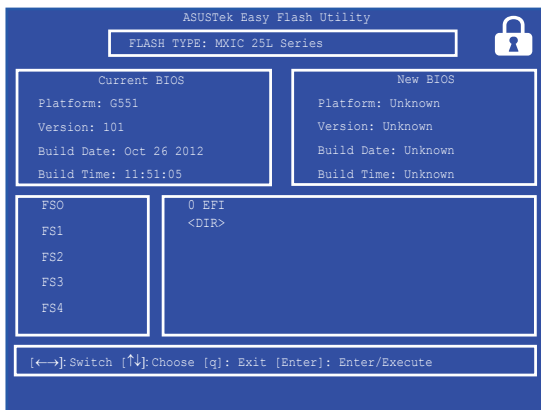 ASUSTek Easy Flash Utility
FLASH TYPE: MXIC 25L Series
Current BIOS
Platform: G551
Version: 101
Build Date: Oct 26 2012
Build Time: 11:51:05
New BIOS
Platform: Unknown
Version: Unknown
Build Date: Unknown
Build Time: Unknown
FSO
FS1
FS2
FS3
FS4
0 EFI
<DIR>
[←→]: Switch [↑↓]: Choose [q]: Exit [Enter]: Enter/Execute